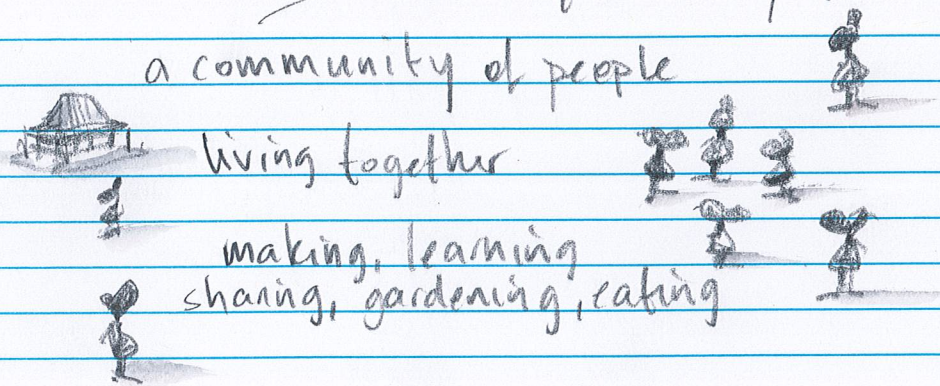 a community of people
living together
making, learning
sharing, gardening, eating